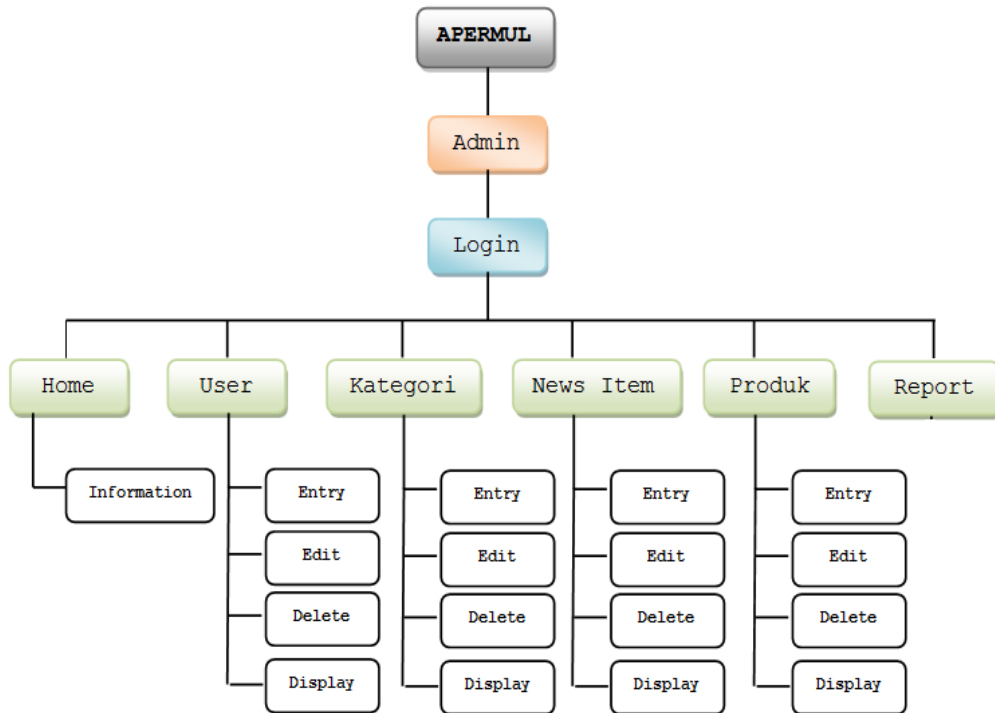 APERMUL
Admin
Login
Home
User
Kategori
News Item
Produk
Report
Information
Entry
Entry
Entry
Entry
Edit
Edit
Edit
Edit
Delete
Delete
Delete
Delete
Display
Display
Display
Display